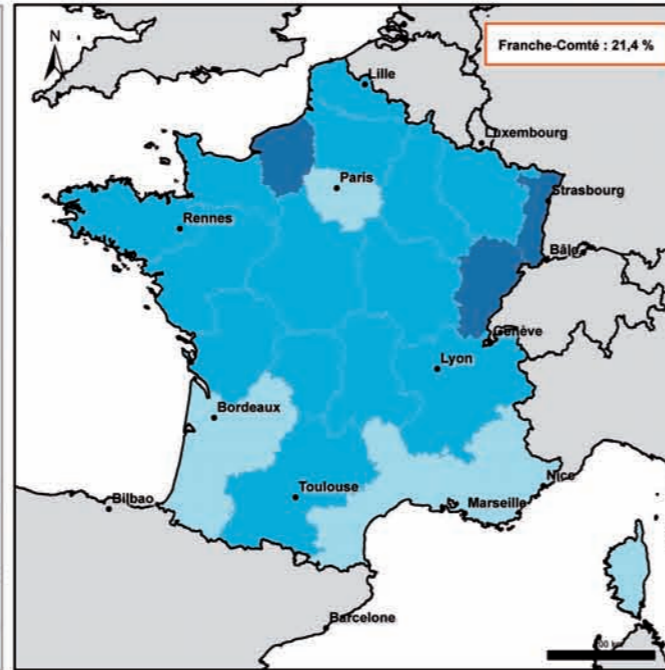 N
Franche-Comté : 21,4 %
Lille
Luxembourg
Paris
Strasbourg
Rennes
Bâle
Genève
Lyon
Bordeaux
Nice
Toulouse
Marseille
Bilbao
Barcelone